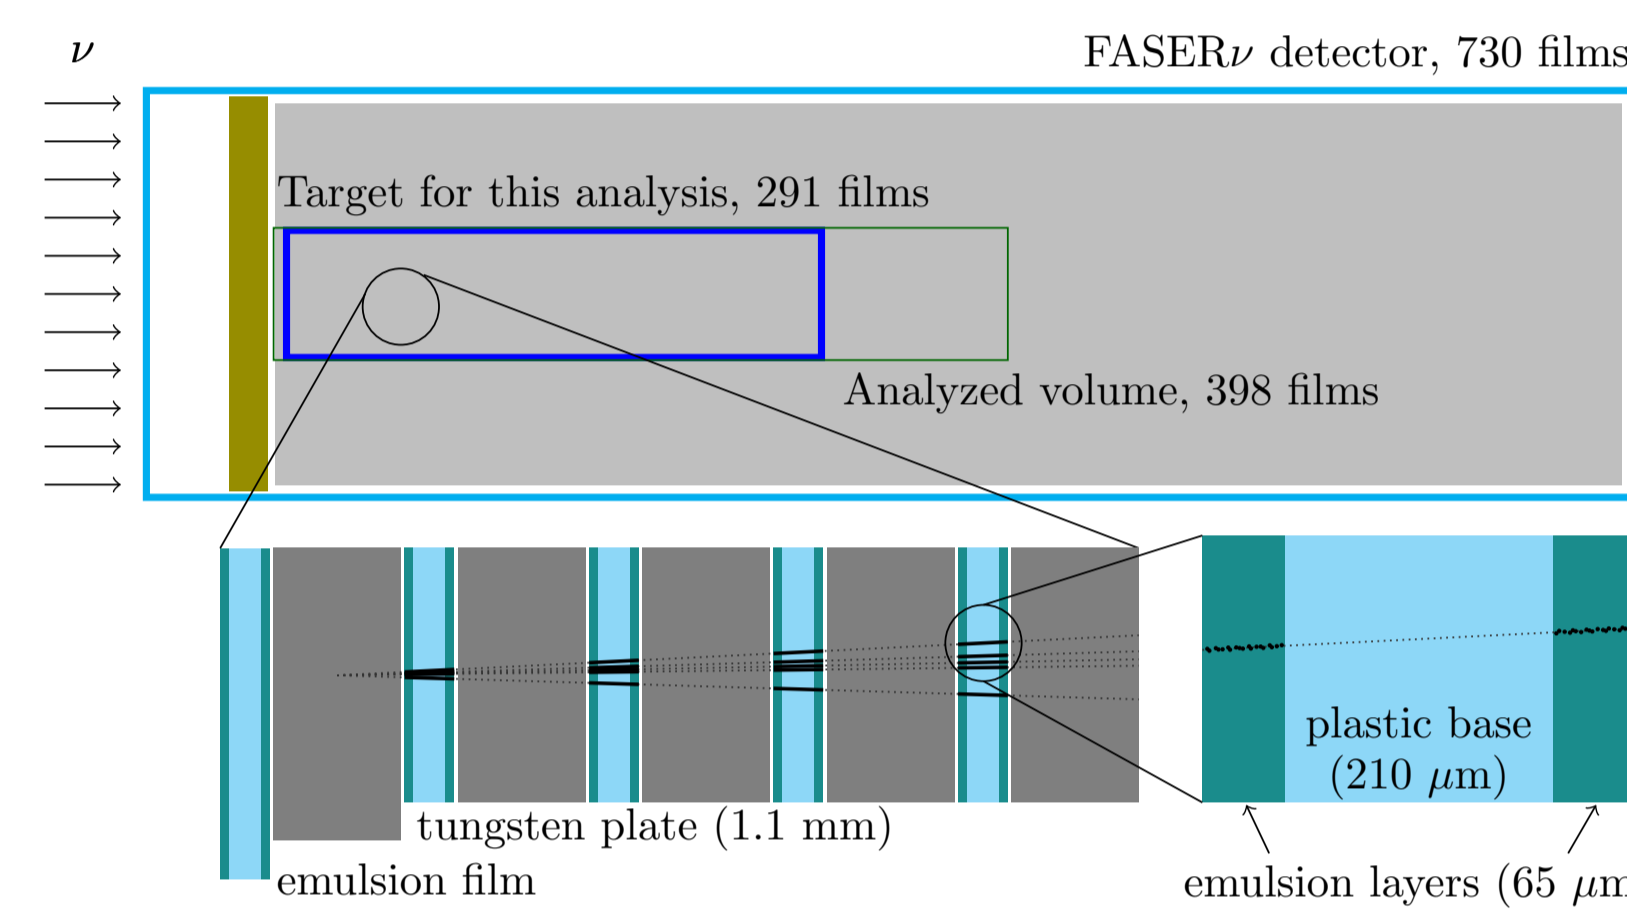 ν
FASERν detector, 730 films
Target for this analysis, 291 films
Analyzed volume, 398 films
plastic base
(210 μm)
tungsten plate (1.1 mm)
emulsion film
emulsion layers (65 μm